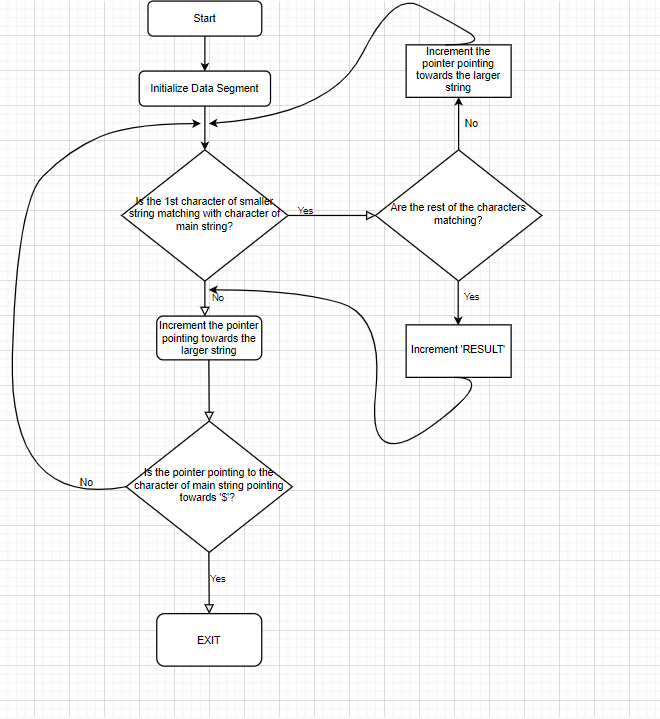 Start
Initialize Data Segment
Increment the
pointer pointing
towards the larger
string
No
Is the 1st character of smaller
string matching with character of
main string?
Yes
Are the rest of the characters
matching?
No
Yes
Increment the pointer
pointing towards the
larger string
Increment 'RESULT'
Is the pointer pointing to the
character of main string pointing
towards '$'?
No
Yes
EXIT